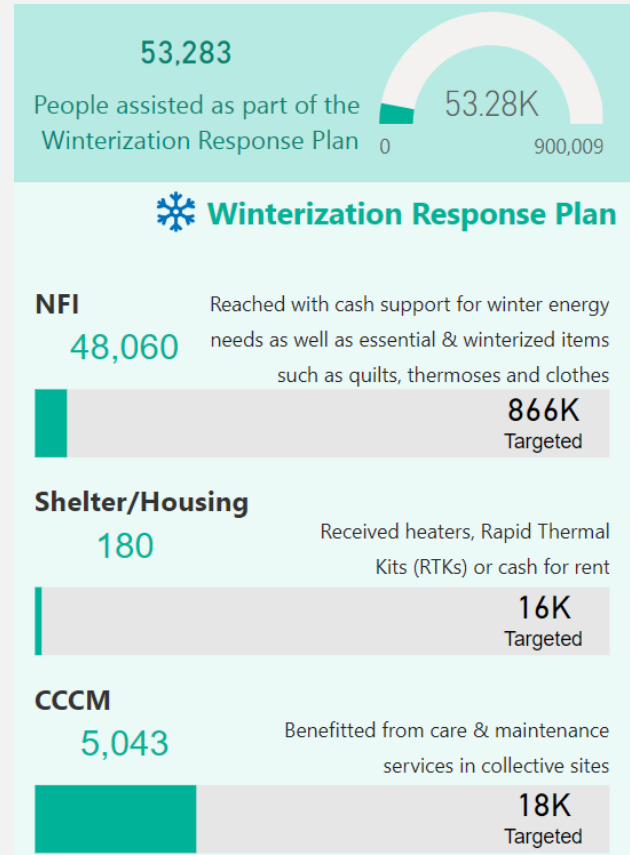 53,283
People assisted as part of the
Winterization Response Plan
53.28K
0
900,009
Winterization Response Plan
NFI
48,060
Reached with cash support for winter energy
needs as well as essential & winterized items
such as quilts, thermoses and clothes
866K
Targeted
Shelter/Housing
180
Received heaters, Rapid Thermal
Kits (RTKs) or cash for rent
16K
Targeted
CCCM
5,043
Benefitted from care & maintenance
services in collective sites
18K
Targeted